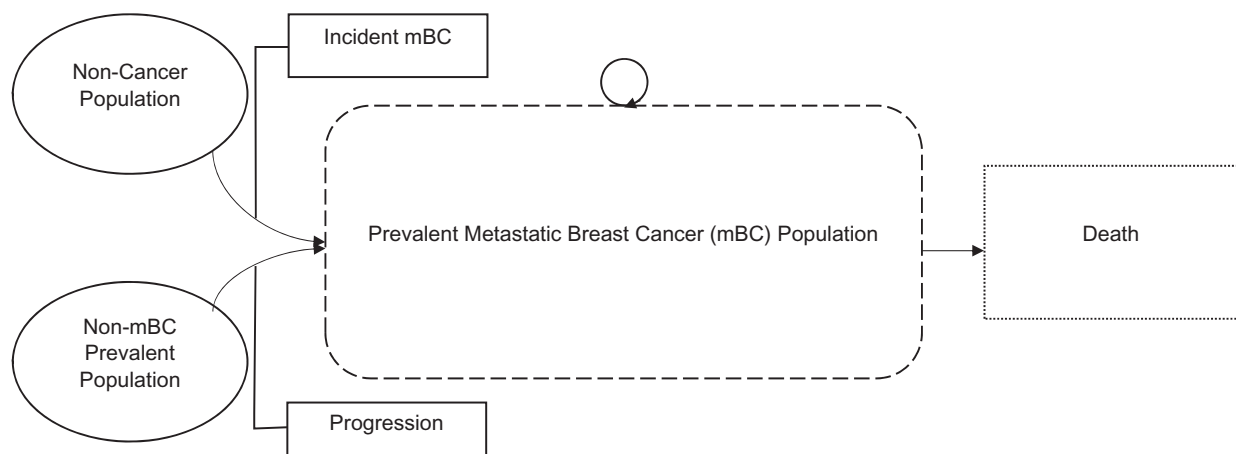 Incident mBC
Non-Cancer
Population
Prevalent Metastatic Breast Cancer (mBC) Population
Death
Non-mBC
Prevalent
Population
Progression